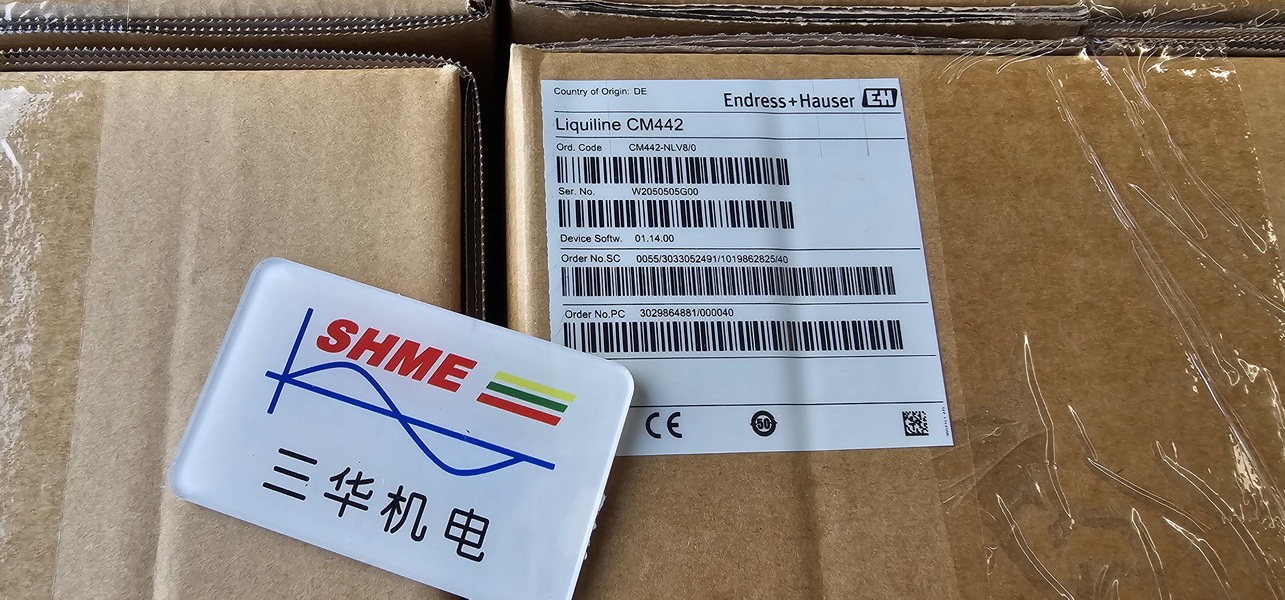 Country of Origin: DE
Endress+Hauser EH
Liquiline CM442
Ord. Code CM442-NLV8/0
Ser. No. W2050505G00
Device Softw. 01.14.00
Order No.SC 0055/3033052491/1019862825/40
Order No.PC 3029864881/000040
CE
50
SHME
三华机电